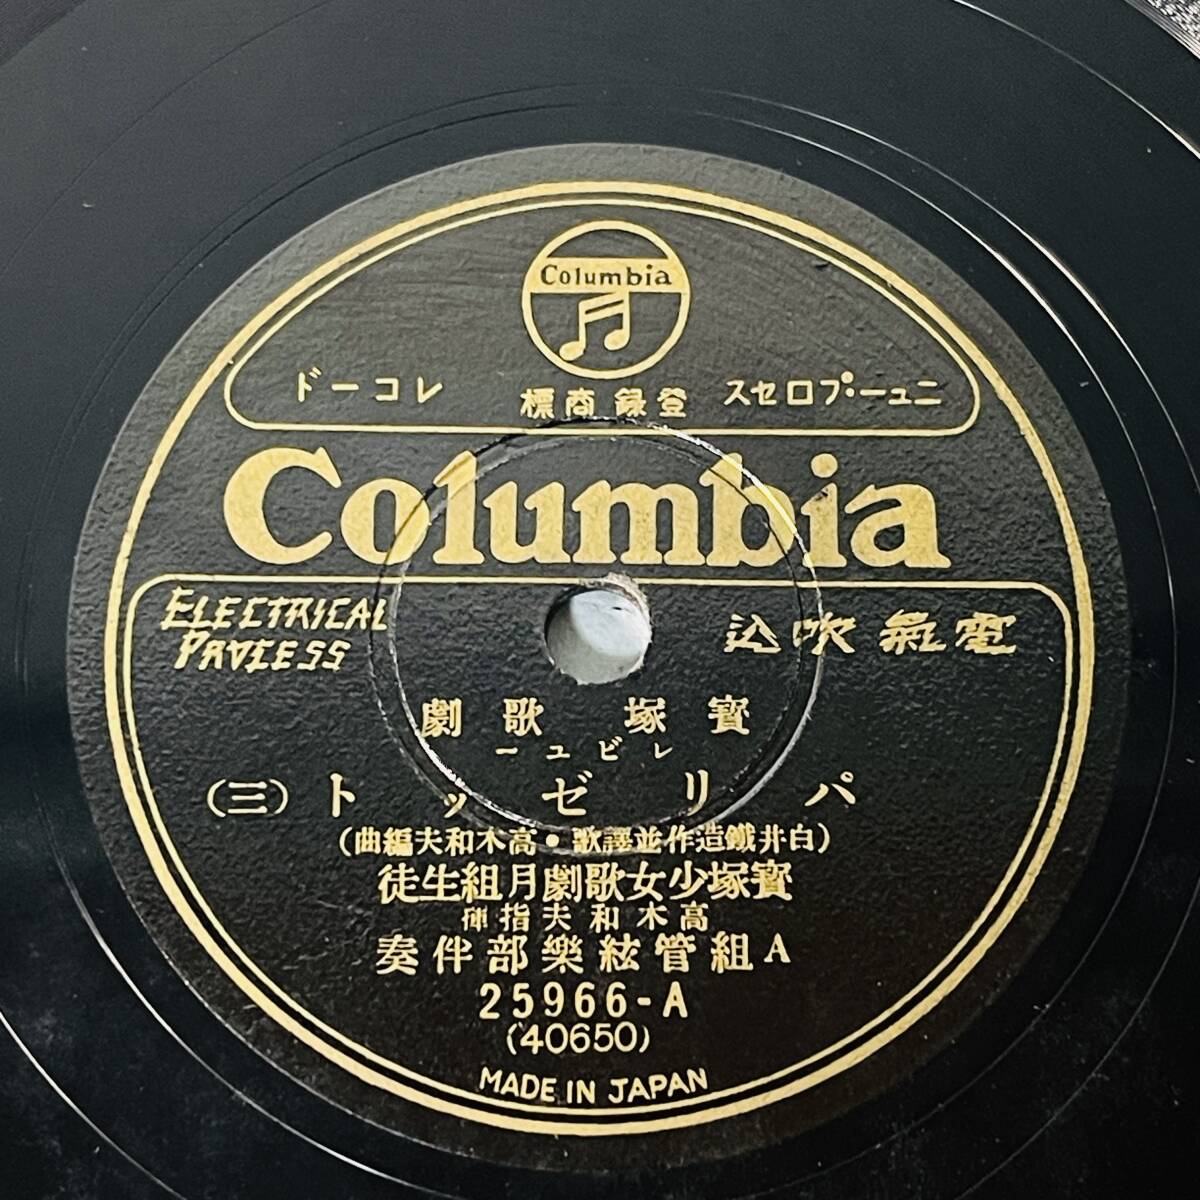 Columbia
ニュー・プロセス 登録商標 レコード
Columbia
ELECTRICAL PROCESS
電氣吹込
寳塚歌劇
レビュー
パリゼット (三)
(白井鐵造作並譯歌・高木和夫編曲)
寳塚少女歌劇月組生徒
高木和夫指揮
A組管絃樂部伴奏
25966-A
(40650)
MADE IN JAPAN